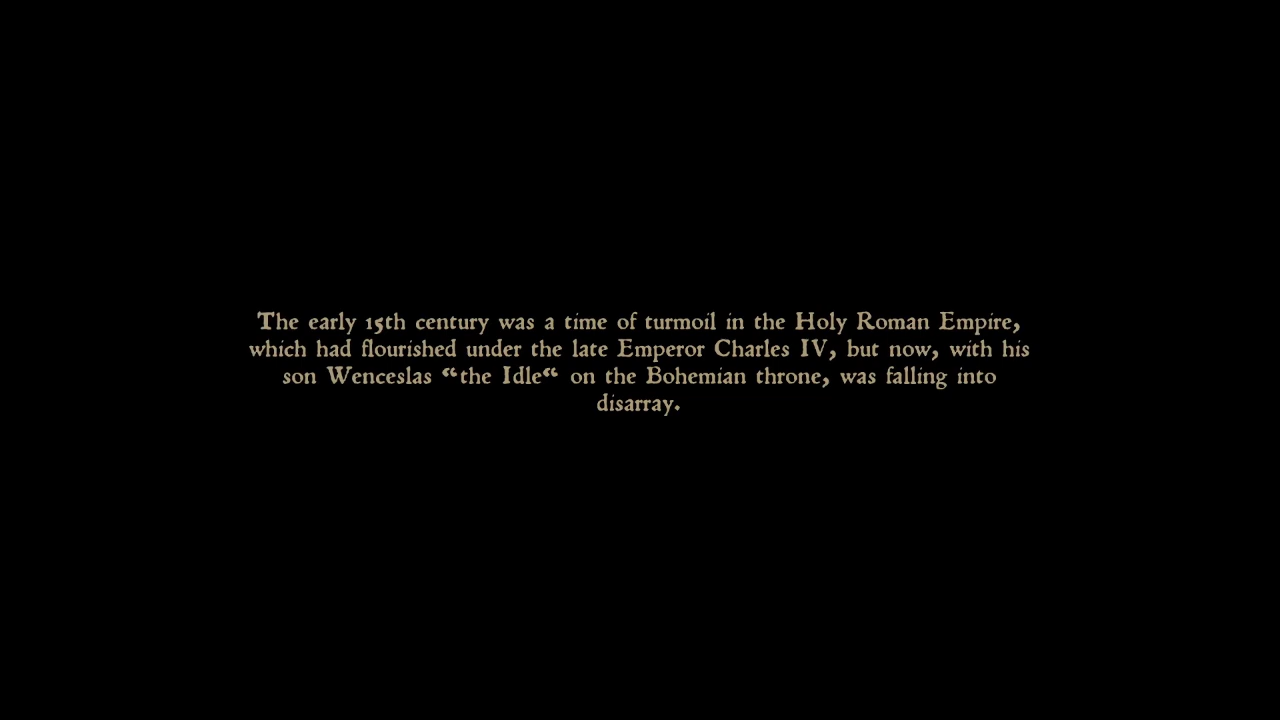 The early 15th century was a time of turmoil in the Holy Roman Empire,
which had flourished under the late Emperor Charles IV, but now, with his
son Wenceslas “the Idle“ on the Bohemian throne, was falling into
disarray.